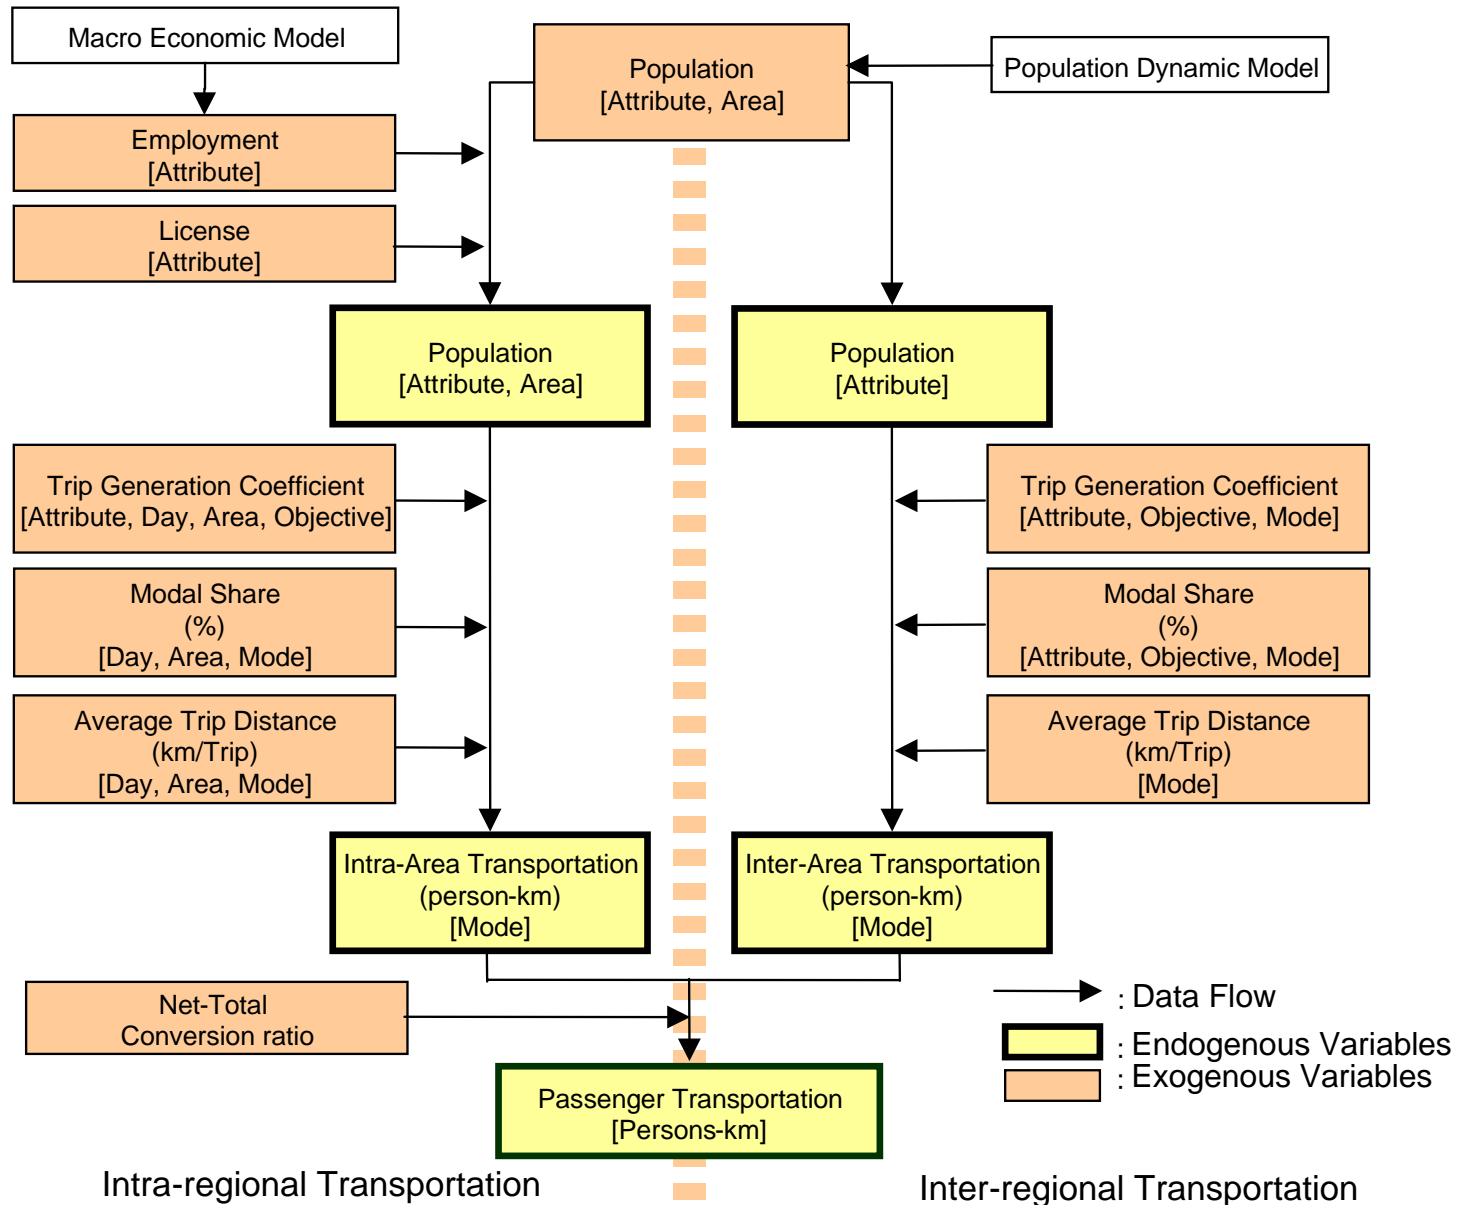 Macro Economic Model
Population
[Attribute, Area]
Population Dynamic Model
Employment
[Attribute]
License
[Attribute]
Population
[Attribute, Area]
Population
[Attribute]
Trip Generation Coefficient
[Attribute, Day, Area, Objective]
Trip Generation Coefficient
[Attribute, Objective, Mode]
Modal Share
(%)
[Day, Area, Mode]
Modal Share
(%)
[Attribute, Objective, Mode]
Average Trip Distance
(km/Trip)
[Day, Area, Mode]
Average Trip Distance
(km/Trip)
[Mode]
Intra-Area Transportation
(person-km)
[Mode]
Inter-Area Transportation
(person-km)
[Mode]
Net-Total
Conversion ratio
: Data Flow
: Endogenous Variables
: Exogenous Variables
Passenger Transportation
[Persons-km]
Intra-regional Transportation
Inter-regional Transportation